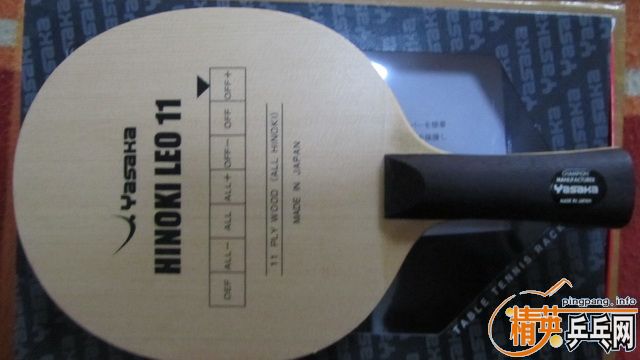 Yasaka
HINOKI LEO 11
DEF ALL− ALL ALL+ OFF− OFF OFF+
11 PLY WOOD (ALL HINOKI)
MADE IN JAPAN
CHAMPION
MANUFACTURES
Yasaka
MADE IN JAPAN
Yasaka
TABLE TENNIS RACK
pingpang.info
精英乒乓网